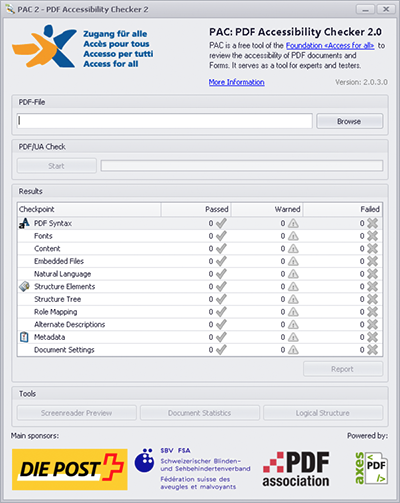 PAC 2 - PDF Accessibility Checker 2
Zugang für alle
Accès pour tous
Accesso per tutti
Access for all
PAC: PDF Accessibility Checker 2.0
PAC is a free tool of the Foundation «Access for all» to
review the accessibility of PDF documents and
Forms. It serves as a tool for experts and testers.
More Information Version: 2.0.3.0
PDF-File
Browse
PDF/UA Check
Start
Results
Checkpoint Passed Warned Failed
PDF Syntax 0 0 0
Fonts 0 0 0
Content 0 0 0
Embedded Files 0 0 0
Natural Language 0 0 0
Structure Elements 0 0 0
Structure Tree 0 0 0
Role Mapping 0 0 0
Alternate Descriptions 0 0 0
Metadata 0 0 0
Document Settings 0 0 0
Report
Tools
Screenreader Preview Document Statistics Logical Structure
Main sponsors: Powered by:
DIE POST
SBV FSA
Schweizerischer Blinden-
und Sehbehindertenverband
Fédération suisse des
aveugles et malvoyants
PDF
association
axes
PDF